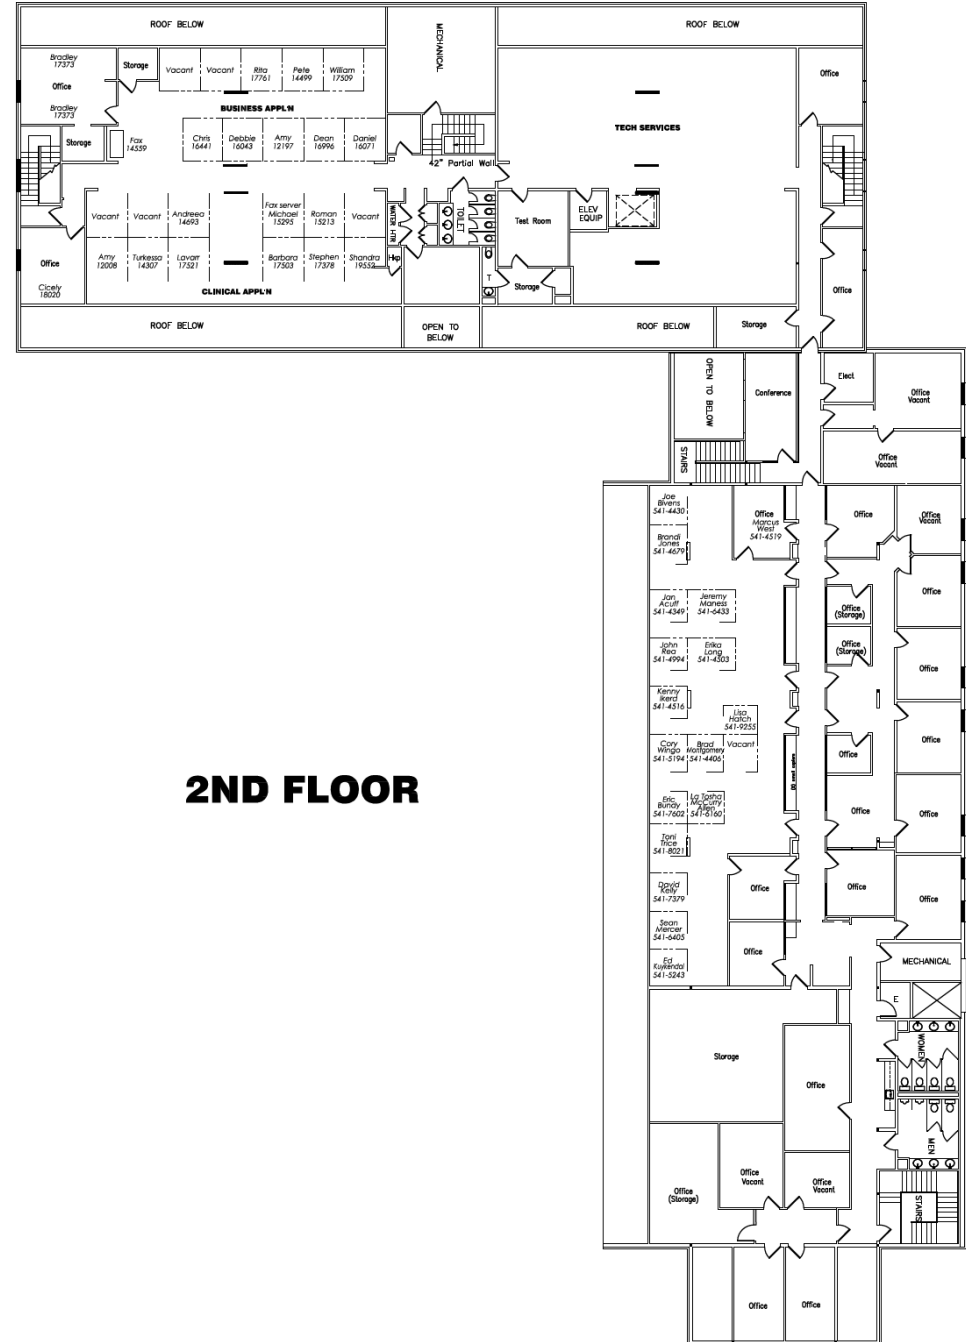 ROOF BELOW
ROOF BELOW
MECHANICAL
Bradley
17373
Office
Bradley
17373
Storage
Vacant
Vacant
Rita
17761
Pete
14499
William
17509
Office
BUSINESS APPL'N
TECH SERVICES
Storage
Fax
14559
Chris
16441
Debbie
16043
Amy
12197
Dean
16996
Daniel
16071
42" Partial Wall
Vacant
Vacant
Andreea
14693
Fax server
Michael
15295
Roman
15213
Vacant
WATER HTR
TOILET
Test Room
ELEV
EQUIP
Office
Cicely
18020
Amy
12008
Turkessa
14307
Lavarr
17521
Barbara
17503
Stephen
17378
Shandra
19552
Hkp
T
Storage
Office
CLINICAL APPL'N
ROOF BELOW
OPEN TO
BELOW
ROOF BELOW
Storage
OPEN TO BELOW
Conference
Elect
Office
Vacant
Office
Vacant
STAIRS
Joe
Bivens
541-4430
Office
Marcus
West
541-4519
Office
Office
Vacant
Brandi
Jones
541-4679
Jan
Acuff
541-4349
Jeremy
Maness
541-6433
Office
(Storage)
Office
John
Rea
541-4994
Erika
Long
541-4503
Office
(Storage)
Office
Kenny
Ikerd
541-4516
Lisa
Hatch
541-9255
Cory
Wingo
541-5194
Brad
Montgomery
541-4406
Vacant
Office
Office
2ND FLOOR
Eric
Bundy
541-7602
La Tosha
McCurry
Allen
541-6160
Office
Office
Toni
Trice
541-8021
David
Kelly
541-7379
Office
Office
Office
Sean
Mercer
541-6405
Office
Ed
Kuykendal
541-5243
MECHANICAL
E
WOMEN
Storage
Office
MEN
Office
(Storage)
Office
Vacant
Office
Vacant
STAIRS
Office
Office